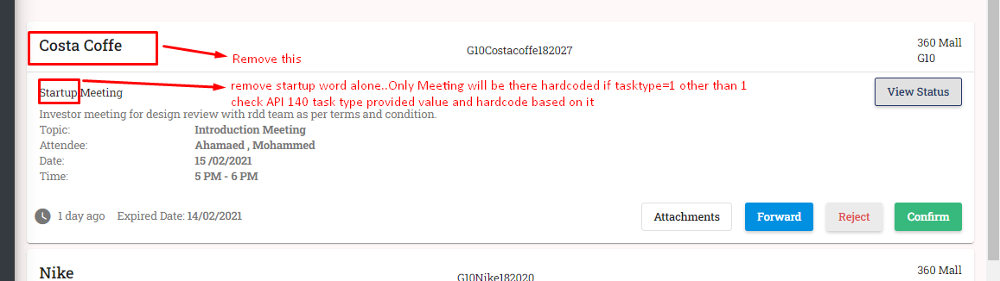 Costa Coffe
G10Costacoffe182027
360 Mall
G10
Remove this
Startup Meeting
remove startup word alone..Only Meeting will be there hardcoded if tasktype=1 other than 1
check API 140 task type provided value and hardcode based on it
View Status
Investor meeting for design review with rdd team as per terms and condition.
Topic: Introduction Meeting
Attendee: Ahamaed , Mohammed
Date: 15 /02/2021
Time: 5 PM - 6 PM
1 day ago Expired Date: 14/02/2021
Attachments
Forward
Reject
Confirm
Nike
G10Nike182020
360 Mall